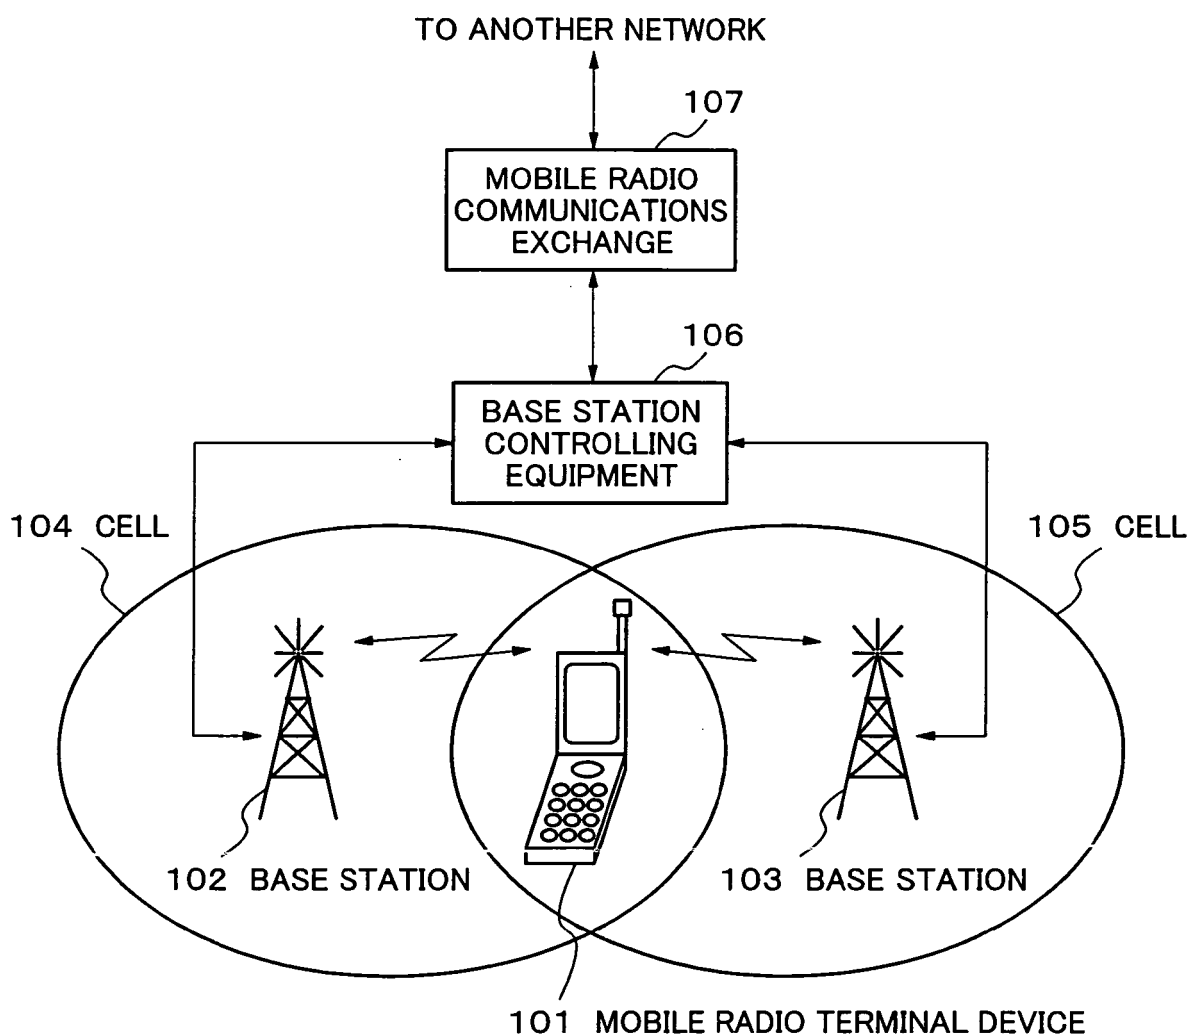 TO ANOTHER NETWORK
107
MOBILE RADIO
COMMUNICATIONS
EXCHANGE
106
BASE STATION
CONTROLLING
EQUIPMENT
104 CELL
105 CELL
102 BASE STATION
103 BASE STATION
101 MOBILE RADIO TERMINAL DEVICE